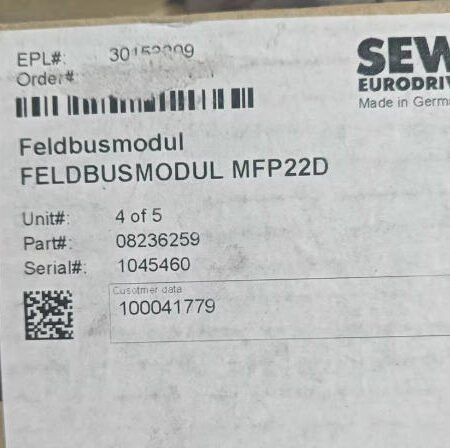 EPL#:
Order#
SEW
EURODRIV
Made in Germ
Feldbusmodul
FELDBUSMODUL MFP22D
Unit#: 4 of 5
Part#: 08236259
Serial#: 1045460
Cusotmer data
100041779